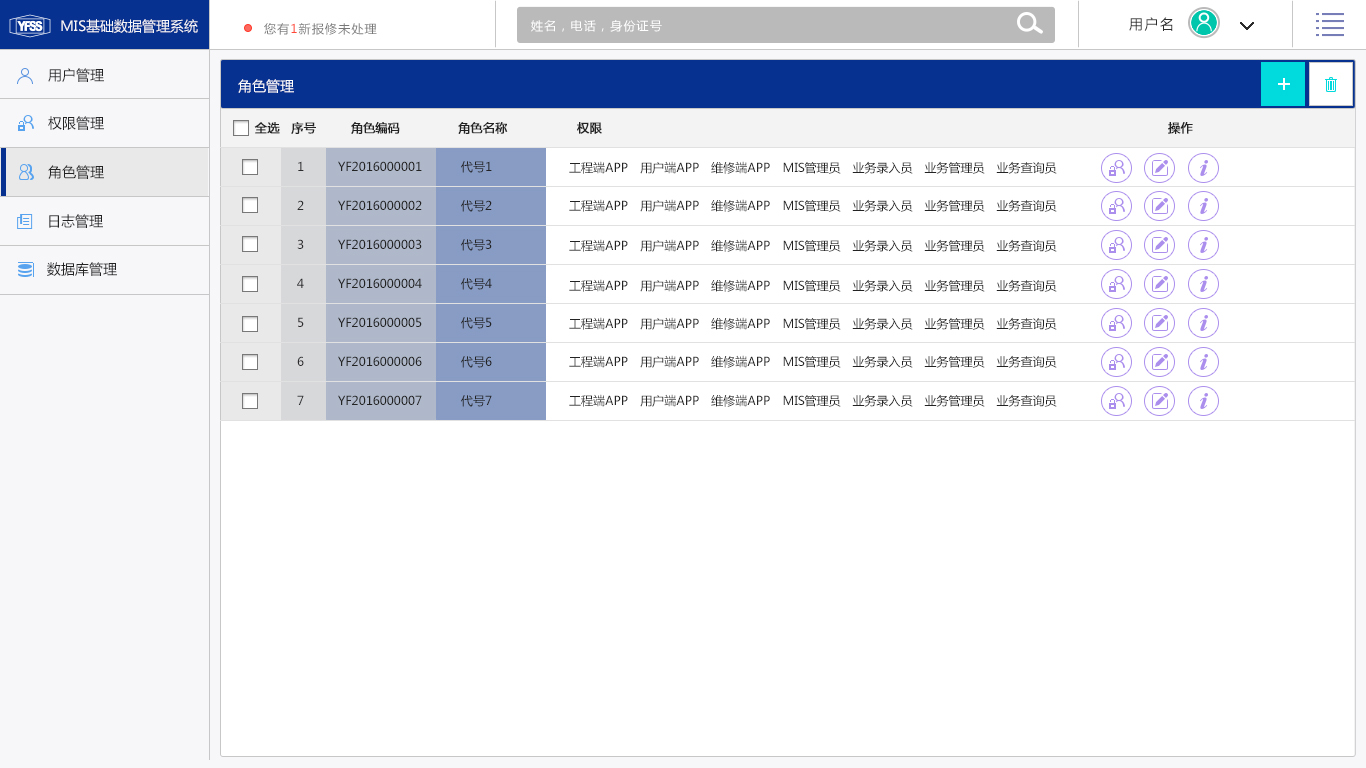 YFSS MIS基础数据管理系统
您有1新报修未处理
姓名，电话，身份证号
用户名
用户管理
权限管理
角色管理
日志管理
数据库管理
角色管理
全选 序号 角色编码 角色名称 权限 操作
1 YF2016000001 代号1 工程端APP 用户端APP 维修端APP MIS管理员 业务录入员 业务管理员 业务查询员
2 YF2016000002 代号2 工程端APP 用户端APP 维修端APP MIS管理员 业务录入员 业务管理员 业务查询员
3 YF2016000003 代号3 工程端APP 用户端APP 维修端APP MIS管理员 业务录入员 业务管理员 业务查询员
4 YF2016000004 代号4 工程端APP 用户端APP 维修端APP MIS管理员 业务录入员 业务管理员 业务查询员
5 YF2016000005 代号5 工程端APP 用户端APP 维修端APP MIS管理员 业务录入员 业务管理员 业务查询员
6 YF2016000006 代号6 工程端APP 用户端APP 维修端APP MIS管理员 业务录入员 业务管理员 业务查询员
7 YF2016000007 代号7 工程端APP 用户端APP 维修端APP MIS管理员 业务录入员 业务管理员 业务查询员